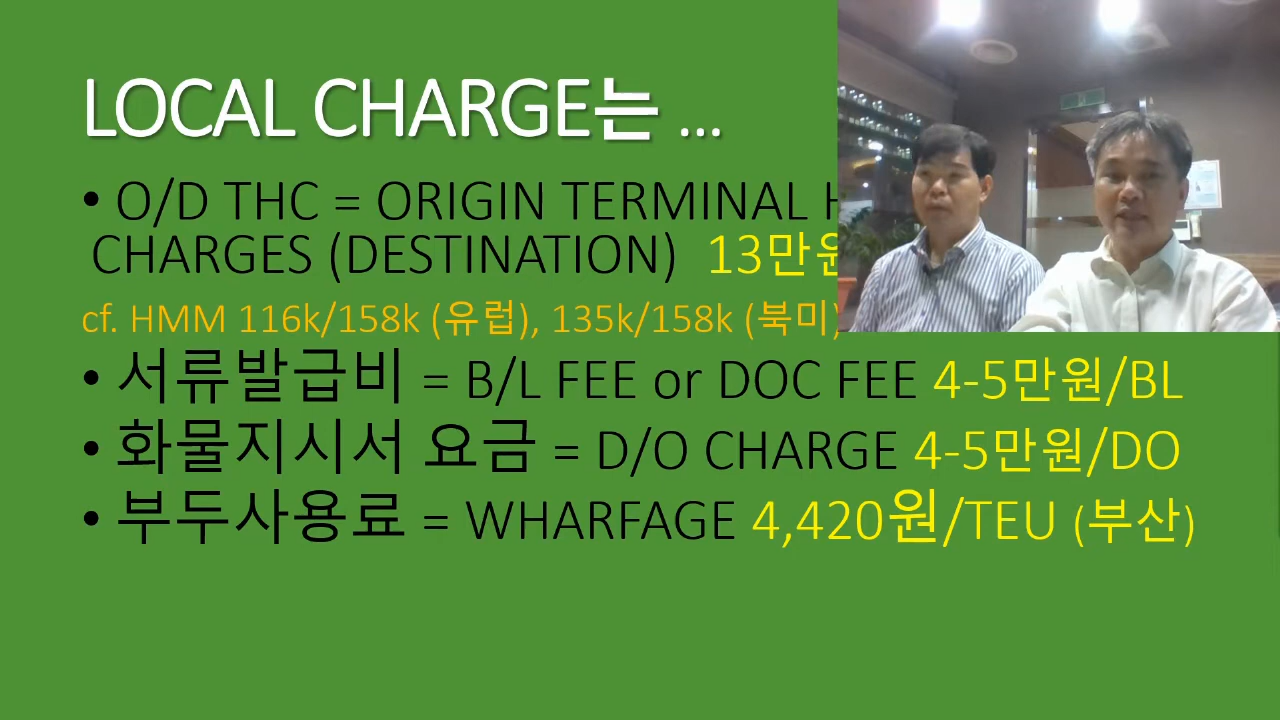 LOCAL CHARGE는 ...
• O/D THC = ORIGIN TERMINAL
CHARGES (DESTINATION) 13만원
cf. HMM 116k/158k (유럽), 135k/158k (북미)
• 서류발급비 = B/L FEE or DOC FEE 4-5만원/BL
• 화물지시서 요금 = D/O CHARGE 4-5만원/DO
• 부두사용료 = WHARFAGE 4,420원/TEU (부산)